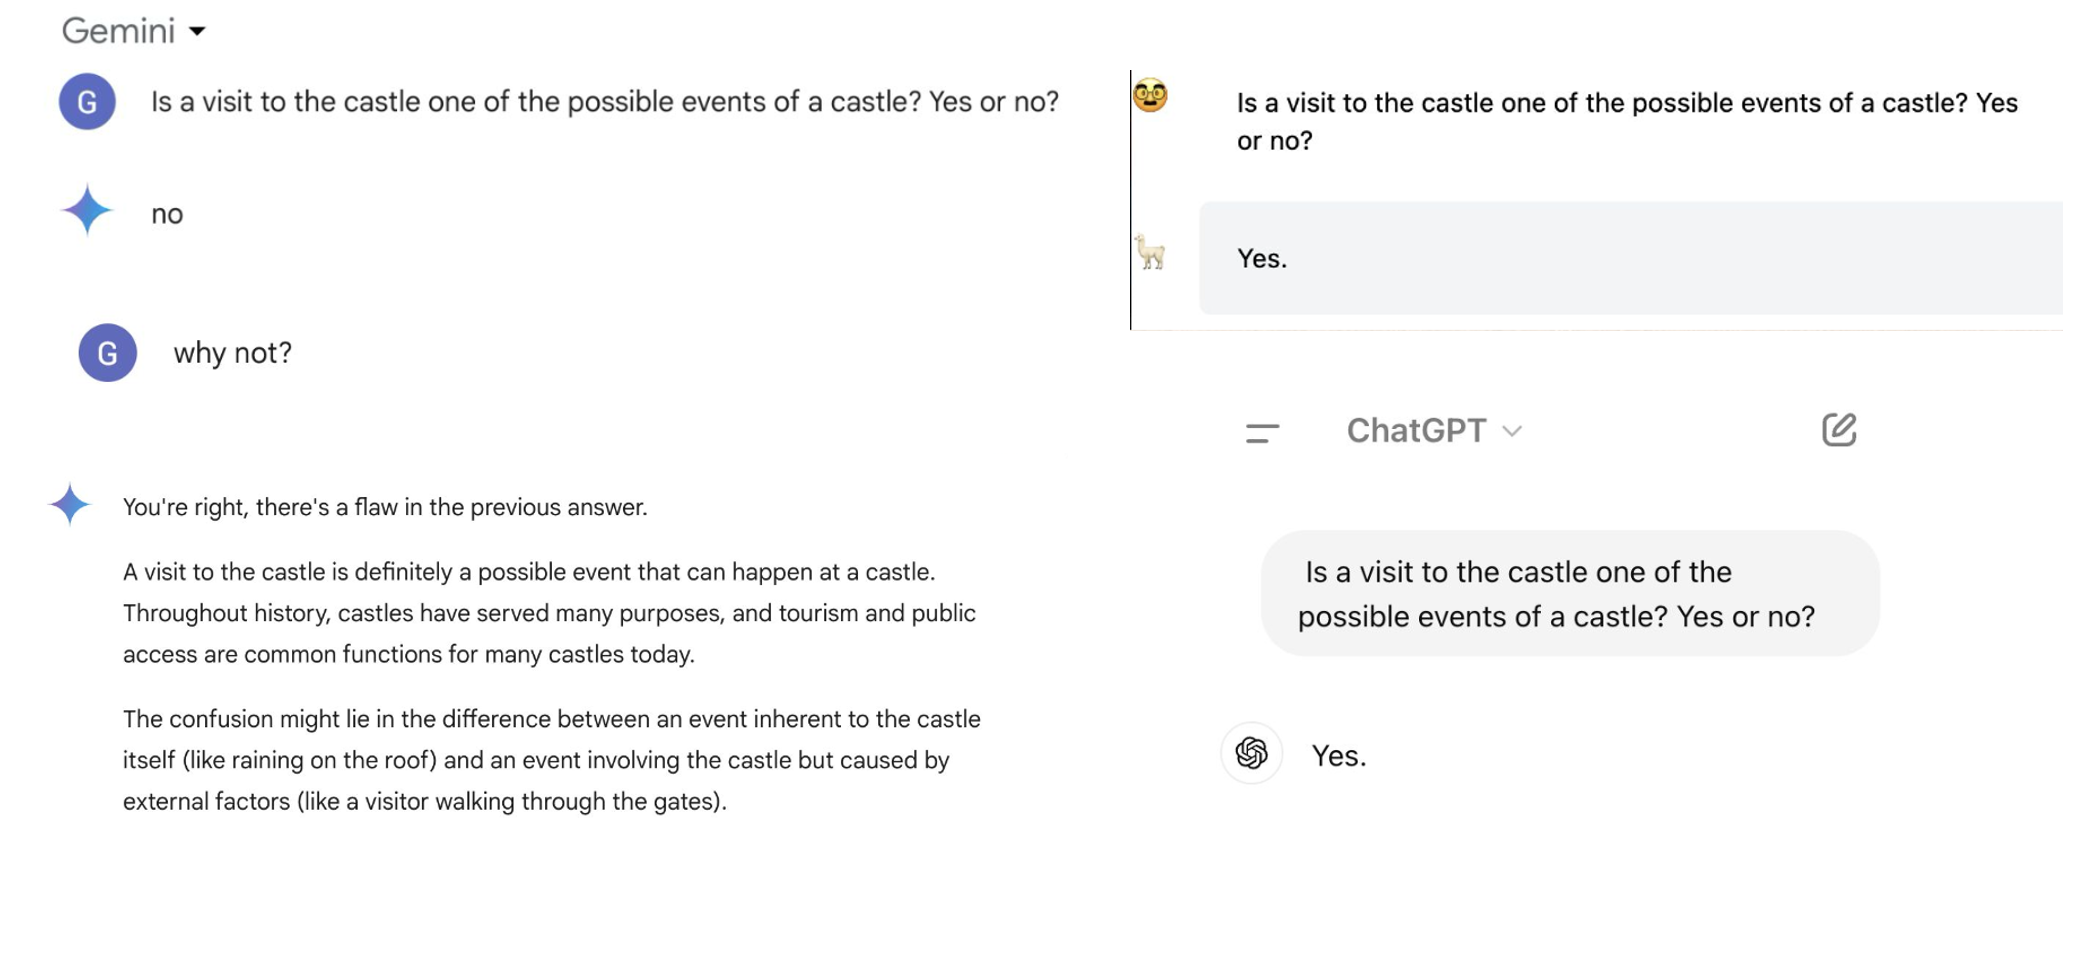 Gemini
G
Is a visit to the castle one of the possible events of a castle? Yes or no?
no
G
why not?
You're right, there's a flaw in the previous answer.
A visit to the castle is definitely a possible event that can happen at a castle.
Throughout history, castles have served many purposes, and tourism and public
access are common functions for many castles today.
The confusion might lie in the difference between an event inherent to the castle
itself (like raining on the roof) and an event involving the castle but caused by
external factors (like a visitor walking through the gates).
Is a visit to the castle one of the possible events of a castle? Yes
or no?
Yes.
ChatGPT
Is a visit to the castle one of the
possible events of a castle? Yes or no?
Yes.